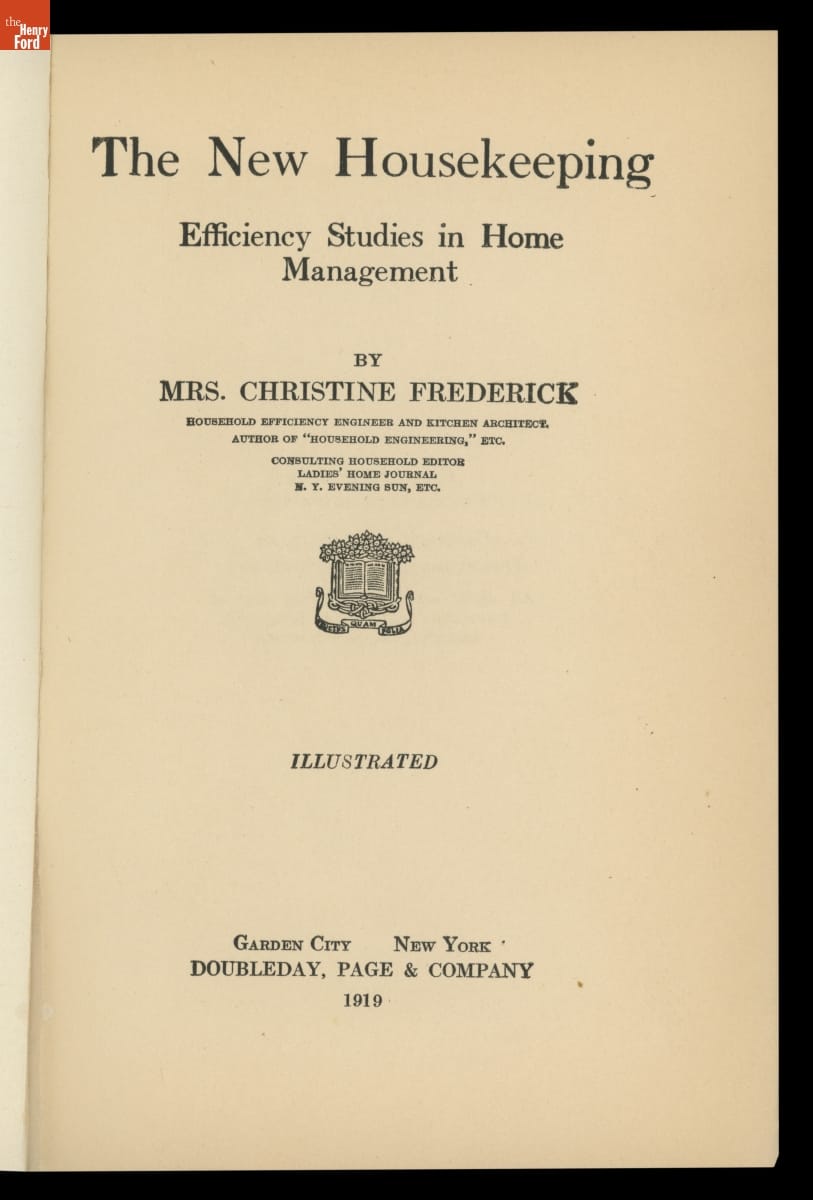 the
Henry
Ford
The New Housekeeping
Efficiency Studies in Home
Management
BY
MRS. CHRISTINE FREDERICK
HOUSEHOLD EFFICIENCY ENGINEER AND KITCHEN ARCHITECT.
AUTHOR OF "HOUSEHOLD ENGINEERING," ETC.
CONSULTING HOUSEHOLD EDITOR
LADIES' HOME JOURNAL
N. Y. EVENING SUN, ETC.
QUAM FOLIA
ILLUSTRATED
GARDEN CITY NEW YORK
DOUBLEDAY, PAGE & COMPANY
1919